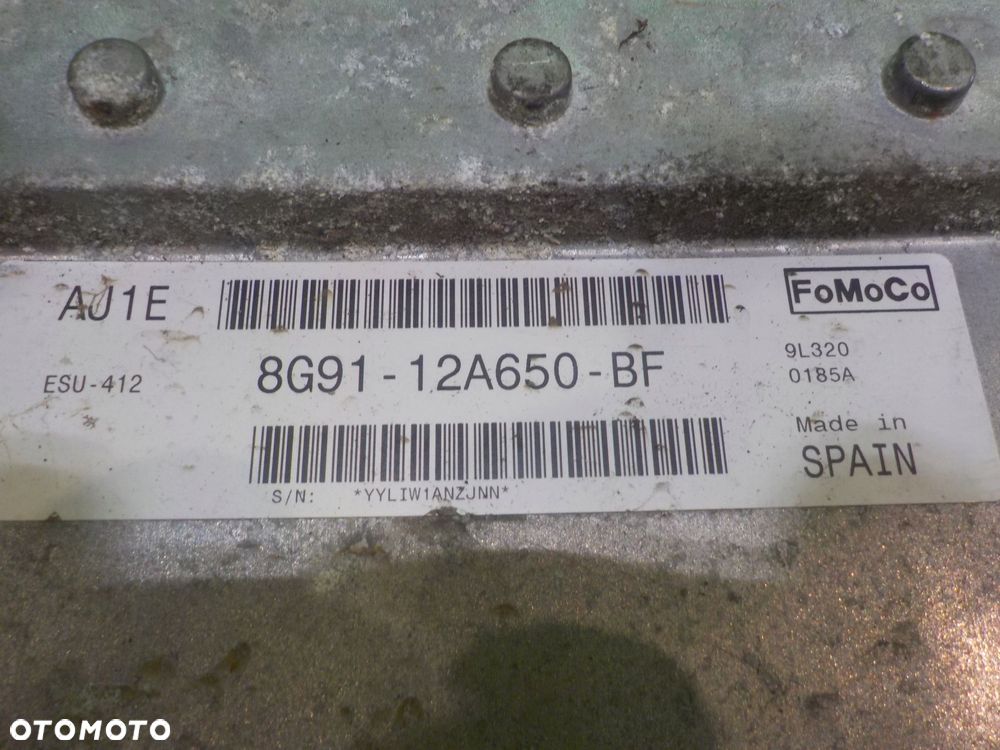 AJ1E
FoMoCo
8G91-12A650-BF
ESU-412
9L320
0185A
Made in
SPAIN
S/N: *YYLIW1ANZJNN*
OTOMOTO